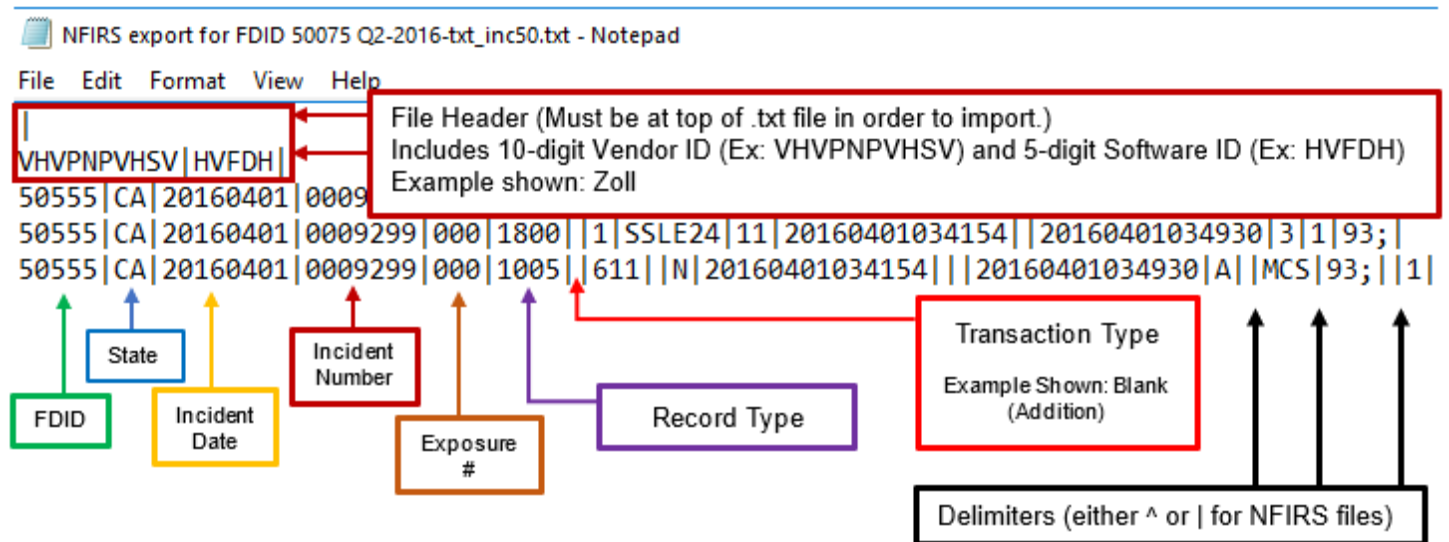 NFIRS export for FDID 50075 Q2-2016-txt_inc50.txt - Notepad
File Edit Format View Help
|
VHVPNPVHSV|HVFDH|
File Header (Must be at top of .txt file in order to import.)
Includes 10-digit Vendor ID (Ex: VHVPNPVHSV) and 5-digit Software ID (Ex: HVFDH)
Example shown: Zoll
50555|CA|20160401|0009
50555|CA|20160401|0009299|000|1800||1|SSLE24|11|20160401034154||20160401034930|3|1|93;|
50555|CA|20160401|0009299|000|1005||611||N|20160401034154|||20160401034930|A||MCS|93;||1|
FDID
State
Incident
Date
Incident
Number
Exposure
#
Record Type
Transaction Type
Example Shown: Blank
(Addition)
Delimiters (either ^ or | for NFIRS files)